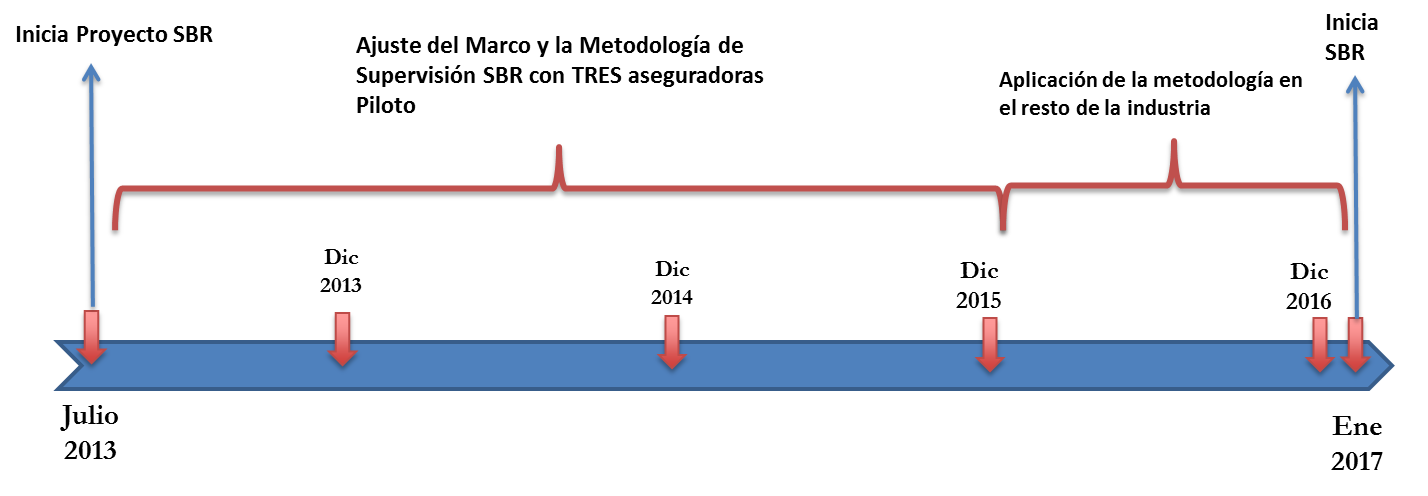 Inicia Proyecto SBR
Ajuste del Marco y la Metodología de
Supervisión SBR con TRES aseguradoras
Piloto
Aplicación de la metodología en
el resto de la industria
Inicia
SBR
Dic
2013
Dic
2014
Dic
2015
Dic
2016
Julio
2013
Ene
2017